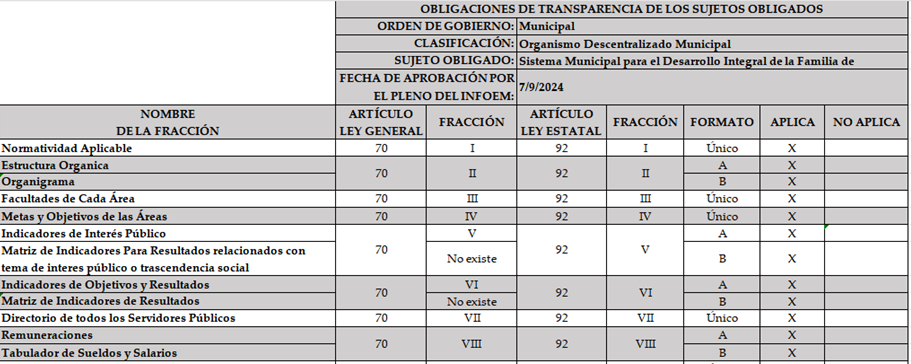 OBLIGACIONES DE TRANSPARENCIA DE LOS SUJETOS OBLIGADOS
ORDEN DE GOBIERNO: Municipal
CLASIFICACIÓN: Organismo Descentralizado Municipal
SUJETO OBLIGADO: Sistema Municipal para el Desarrollo Integral de la Familia de
FECHA DE APROBACIÓN POR
EL PLENO DEL INFOEM: 7/9/2024
NOMBRE
DE LA FRACCIÓN
ARTÍCULO
LEY GENERAL
FRACCIÓN
ARTÍCULO
LEY ESTATAL
FRACCIÓN
FORMATO
APLICA
NO APLICA
Normatividad Aplicable 70 I 92 I Único X
Estructura Organica 70 II 92 II A X
Organigrama B X
Facultades de Cada Área 70 III 92 III Único X
Metas y Objetivos de las Áreas 70 IV 92 IV Único X
Indicadores de Interés Público 70 V 92 V A X
Matriz de Indicadores Para Resultados relacionados con
tema de interes público o trascendencia social No existe B X
Indicadores de Objetivos y Resultados 70 VI 92 VI A X
Matriz de Indicadores de Resultados No existe B X
Directorio de todos los Servidores Públicos 70 VII 92 VII Único X
Remuneraciones 70 VIII 92 VIII A X
Tabulador de Sueldos y Salarios B X